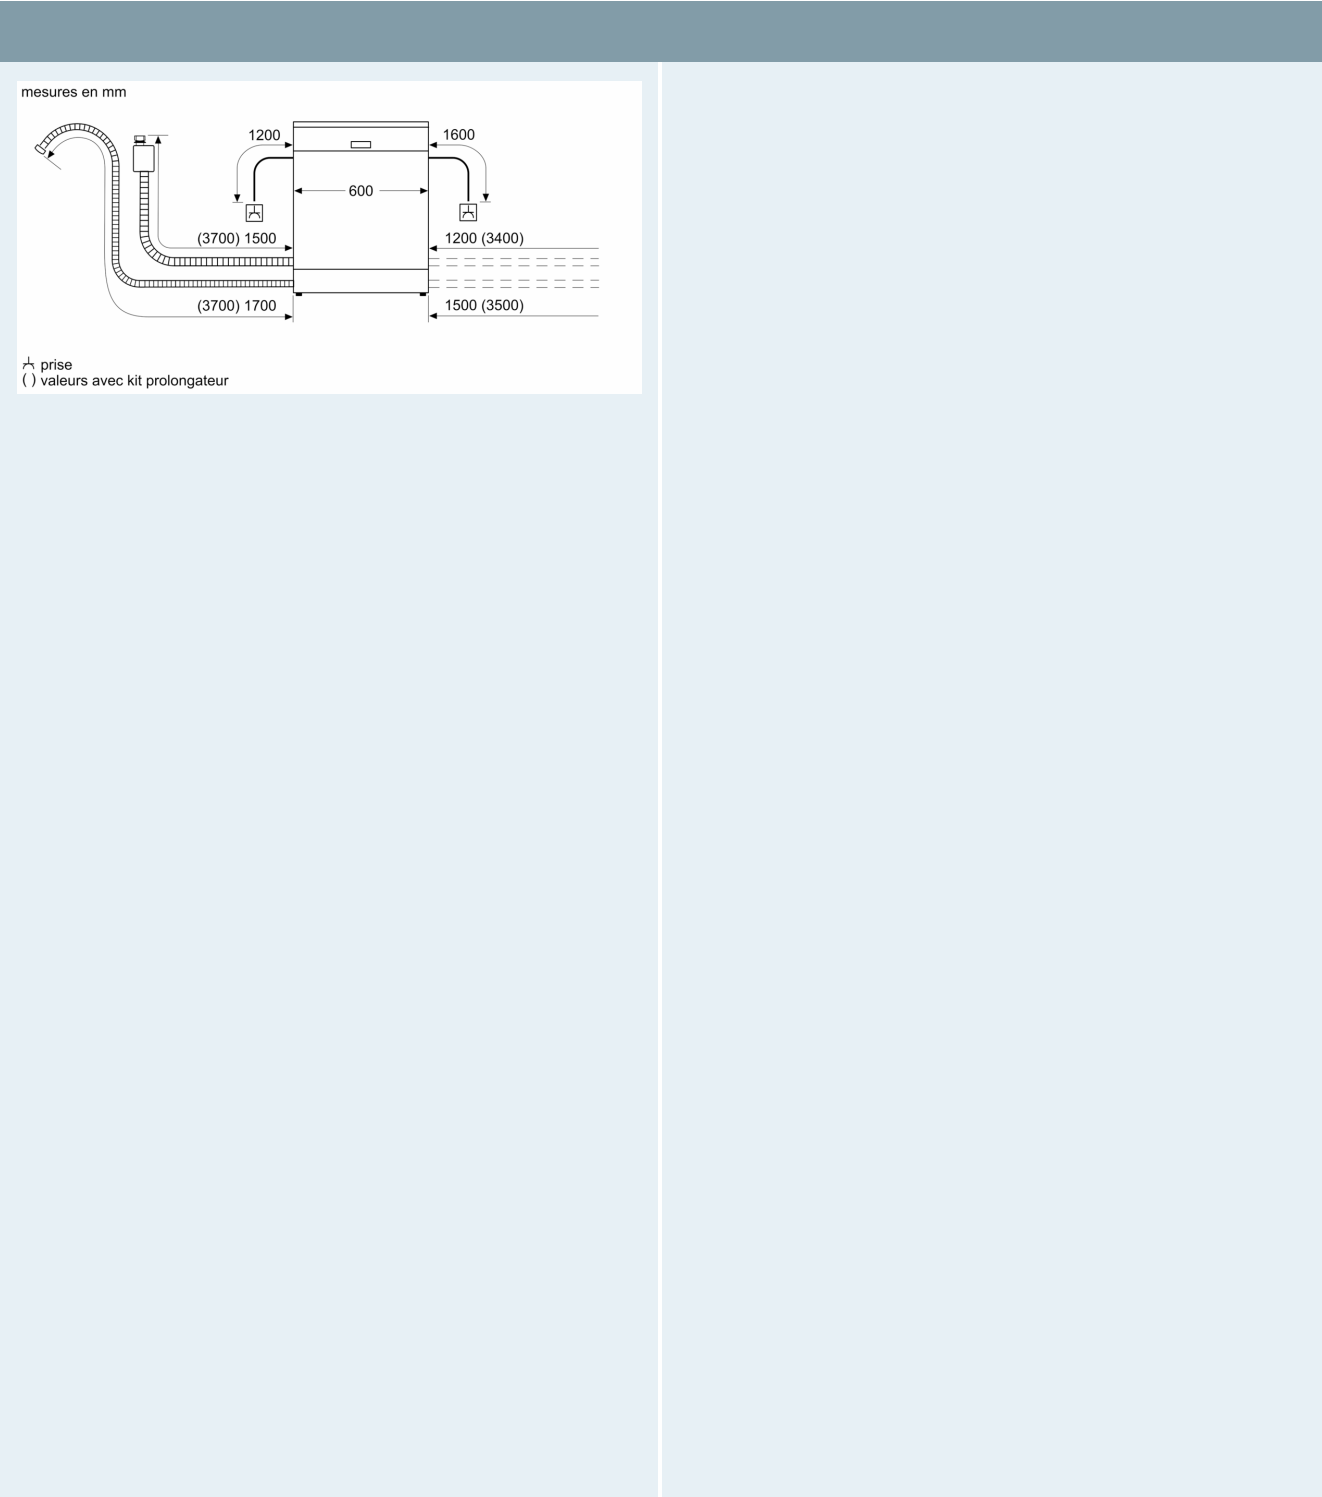 mesures en mm
1200
1600
600
(3700) 1500
1200 (3400)
(3700) 1700
1500 (3500)
prise
( ) valeurs avec kit prolongateur